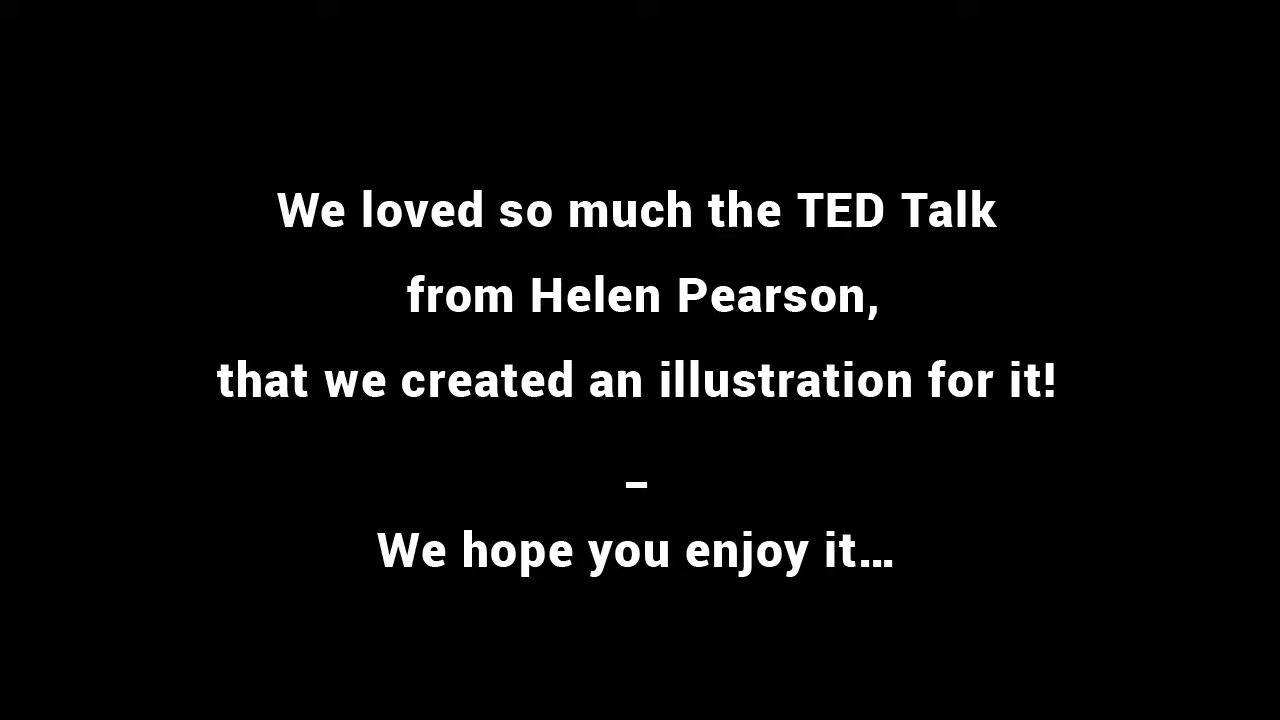 We loved so much the TED Talk
from Helen Pearson,
that we created an illustration for it!
–
We hope you enjoy it...